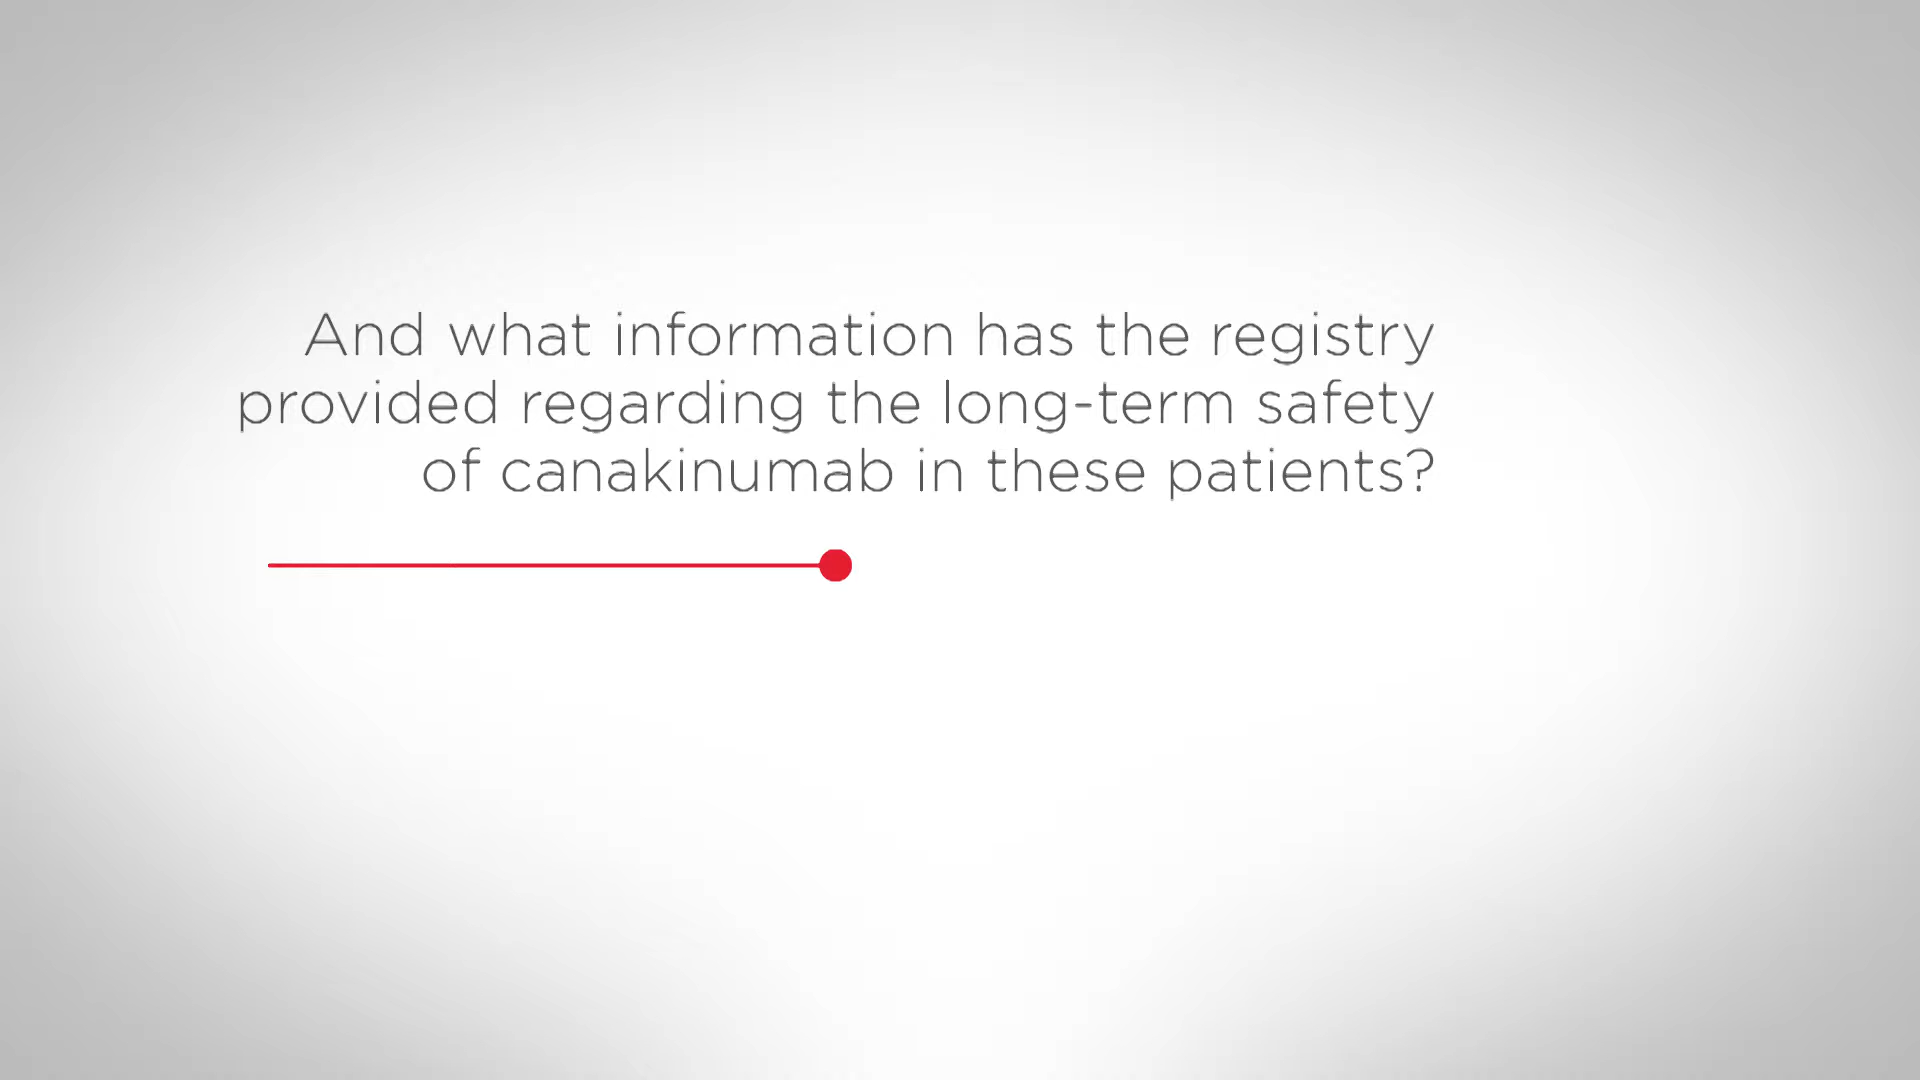 And what information has the registry
provided regarding the long-term safety
of canakinumab in these patients?